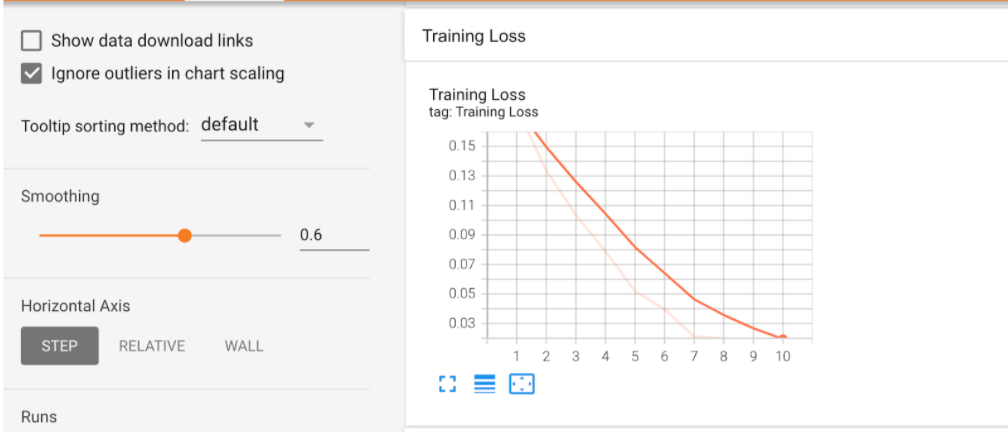 Show data download links
Ignore outliers in chart scaling
Tooltip sorting method: default
Smoothing
0.6
Horizontal Axis
STEP RELATIVE WALL
Runs
Training Loss
Training Loss
tag: Training Loss
0.15
0.13
0.11
0.09
0.07
0.05
0.03
1 2 3 4 5 6 7 8 9 10